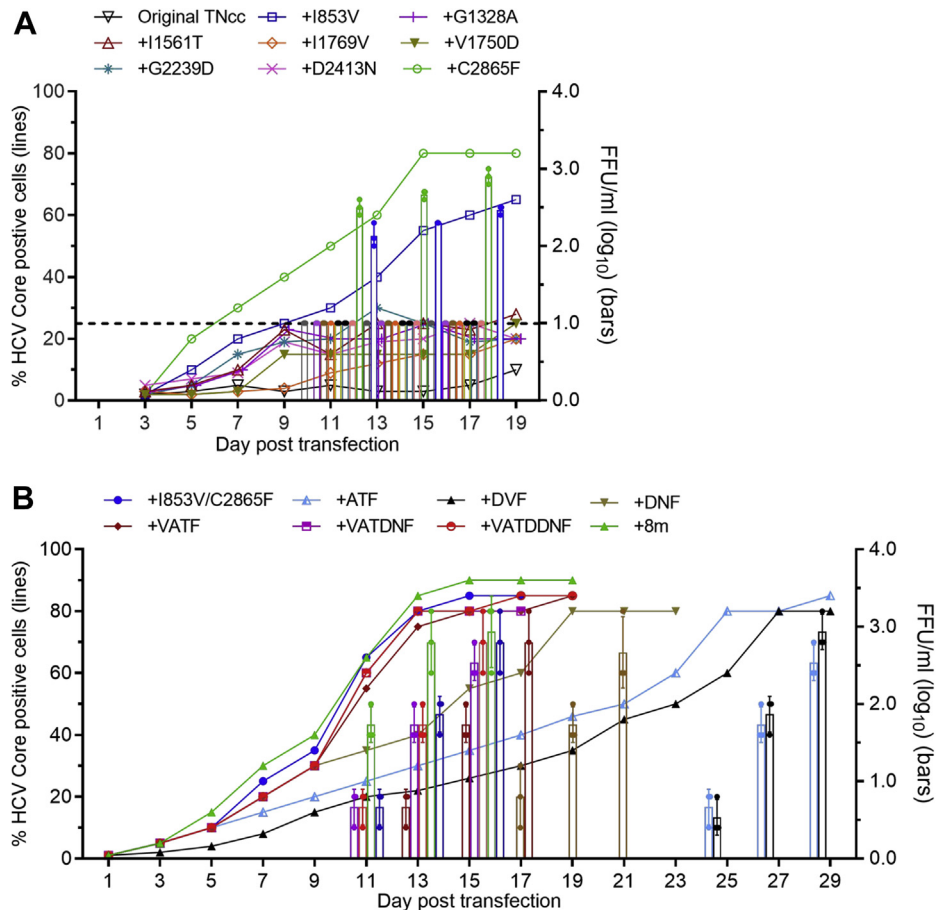 A
Original TNcc +I853V +G1328A
+I1561T +I1769V +V1750D
+G2239D +D2413N +C2865F
% HCV Core postive cells (lines)
100
80
60
40
20
0
4.0
3.0
2.0
1.0
0.0
FFU/ml (log10) (bars)
1 3 5 7 9 11 13 15 17 19
Day post transfection
B
+I853V/C2865F +ATF +DVF +DNF
+VATF +VATDNF +VATDDNF +8m
% HCV Core positive cells (lines)
100
80
60
40
20
0
4.0
3.0
2.0
1.0
0.0
FFU/ml (log10) (bars)
1 3 5 7 9 11 13 15 17 19 21 23 25 27 29
Day post transfection